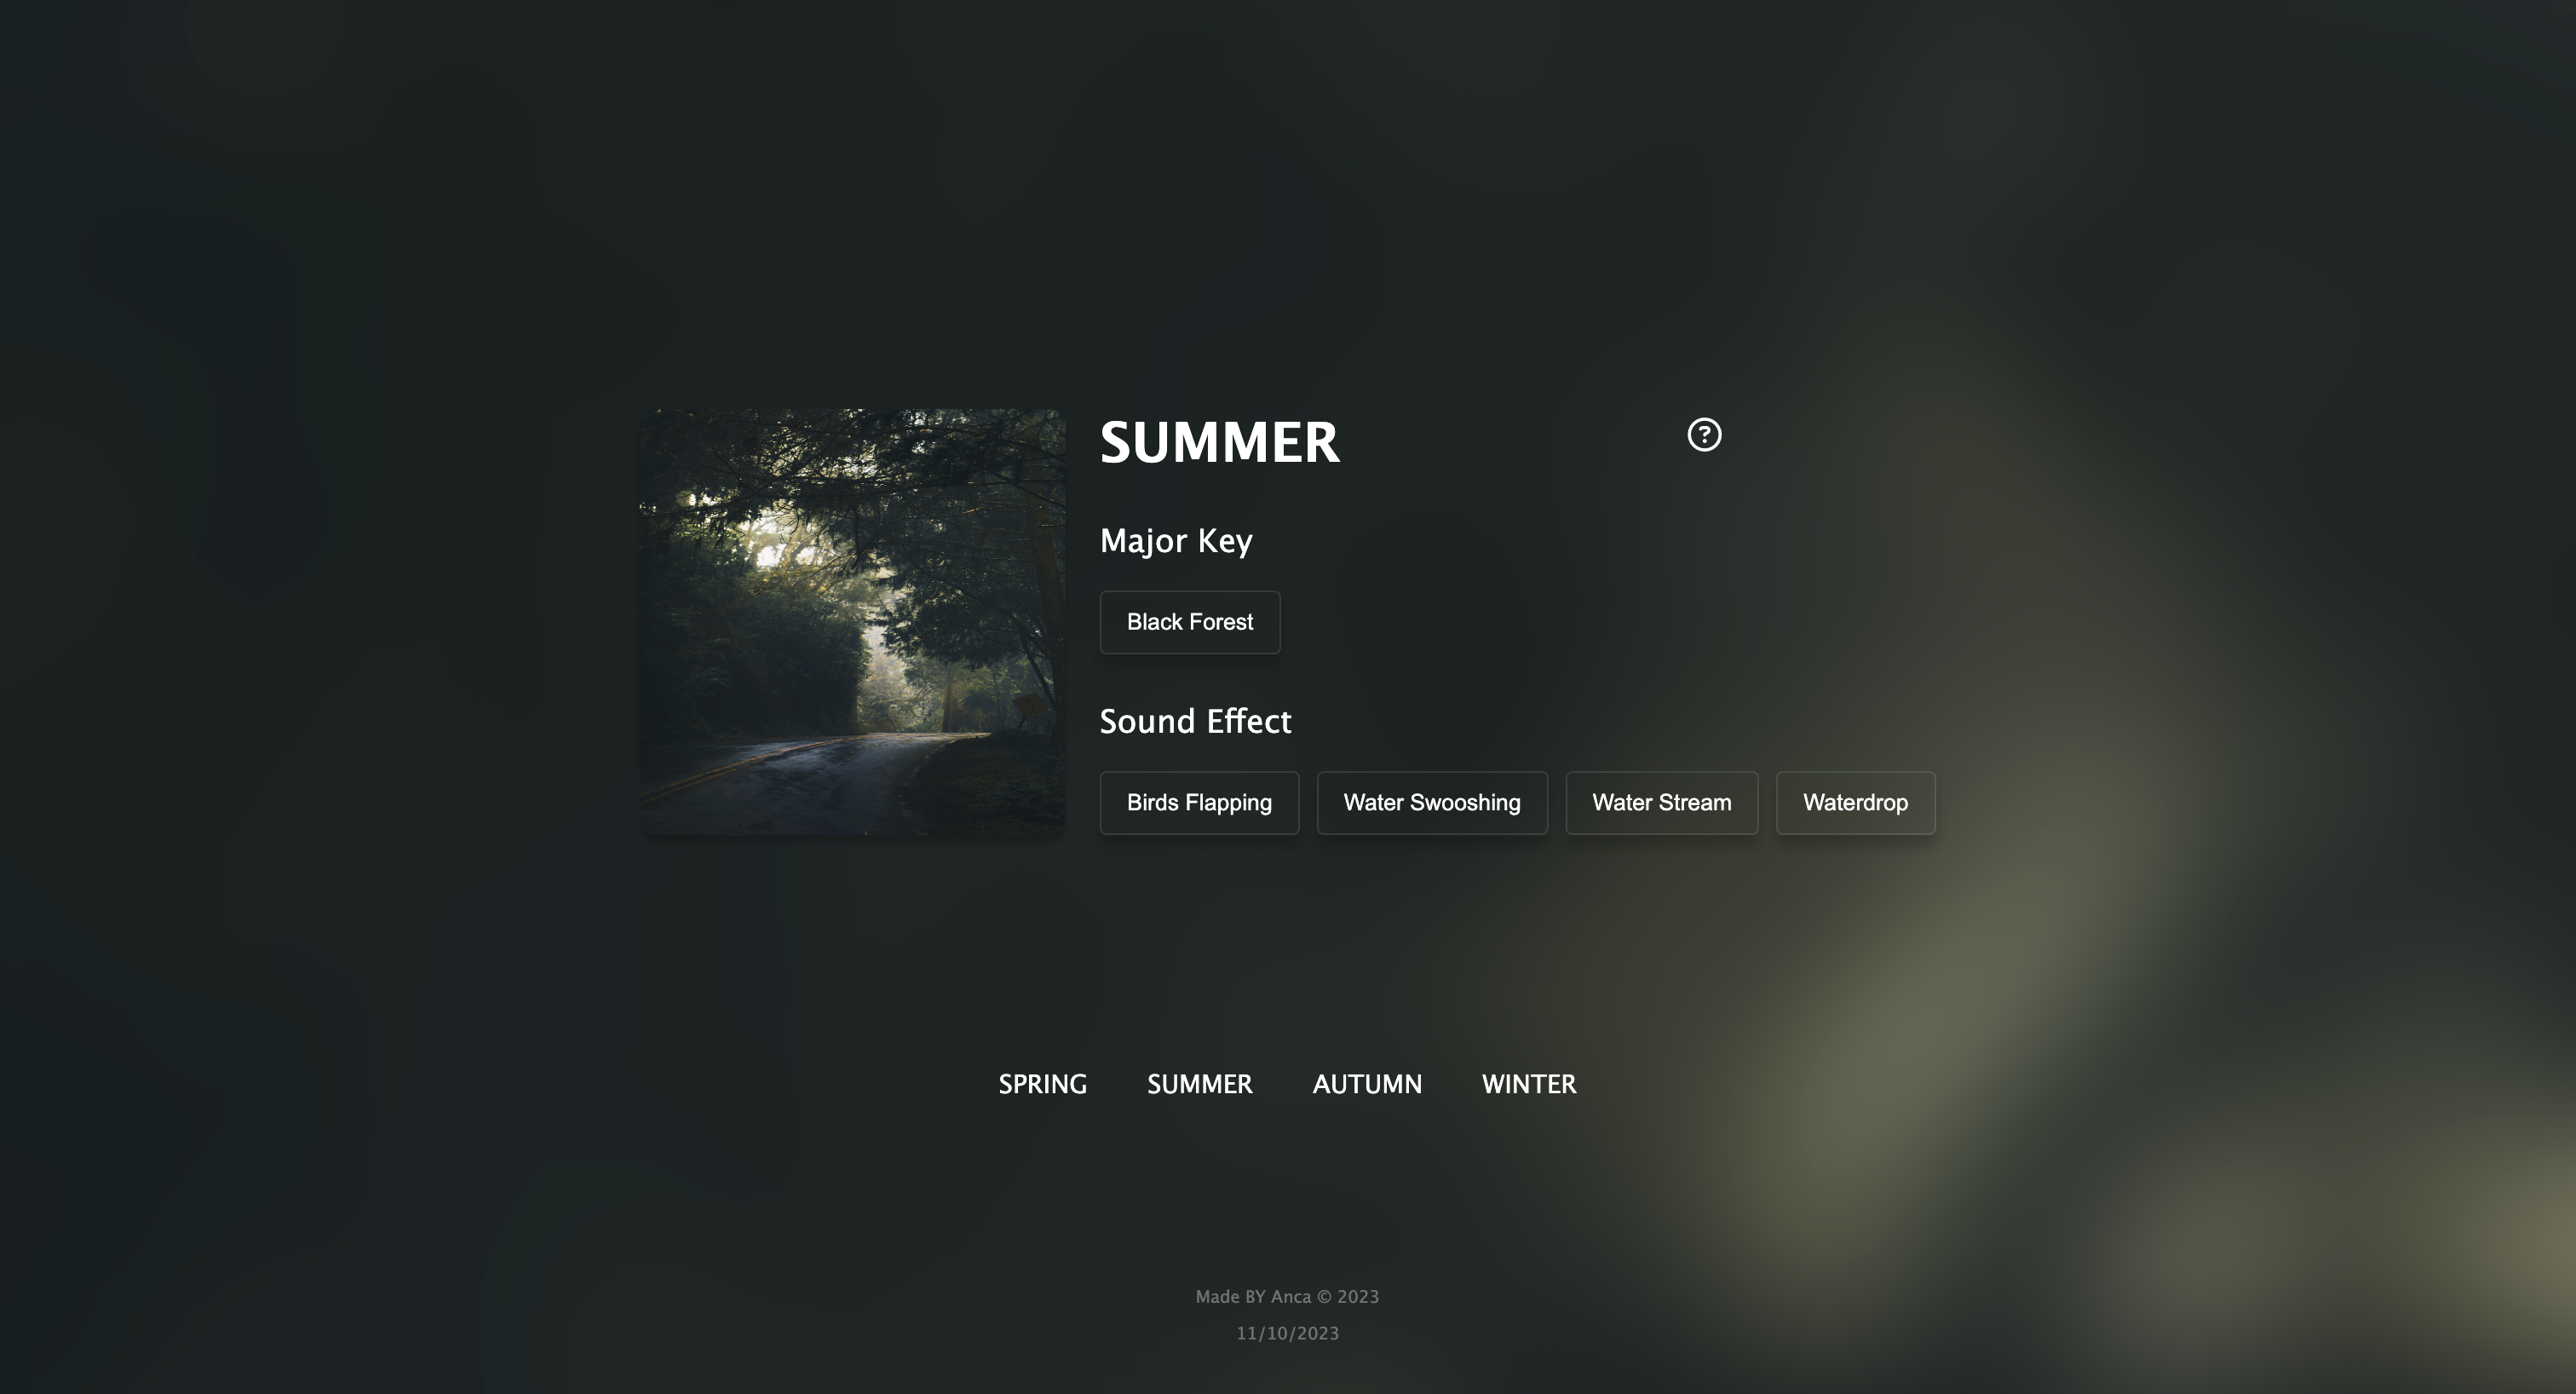 SUMMER
Major Key
Black Forest
Sound Effect
Birds Flapping Water Swooshing Water Stream Waterdrop
SPRING SUMMER AUTUMN WINTER
Made BY Anca © 2023
11/10/2023